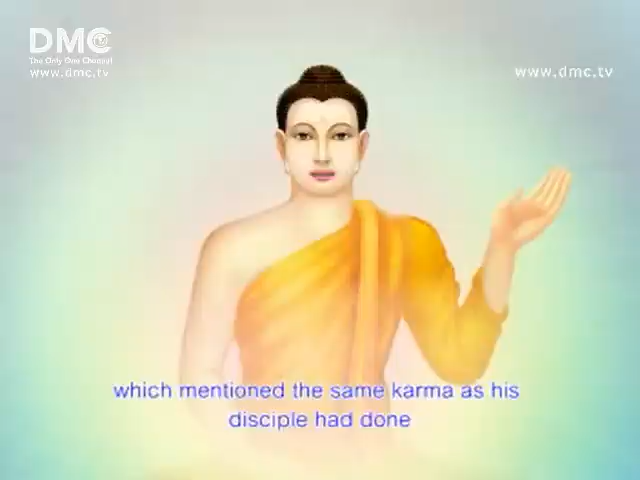 DMC
The Only One Channel
www.dmc.tv
www.dmc.tv
which mentioned the same karma as his
disciple had done